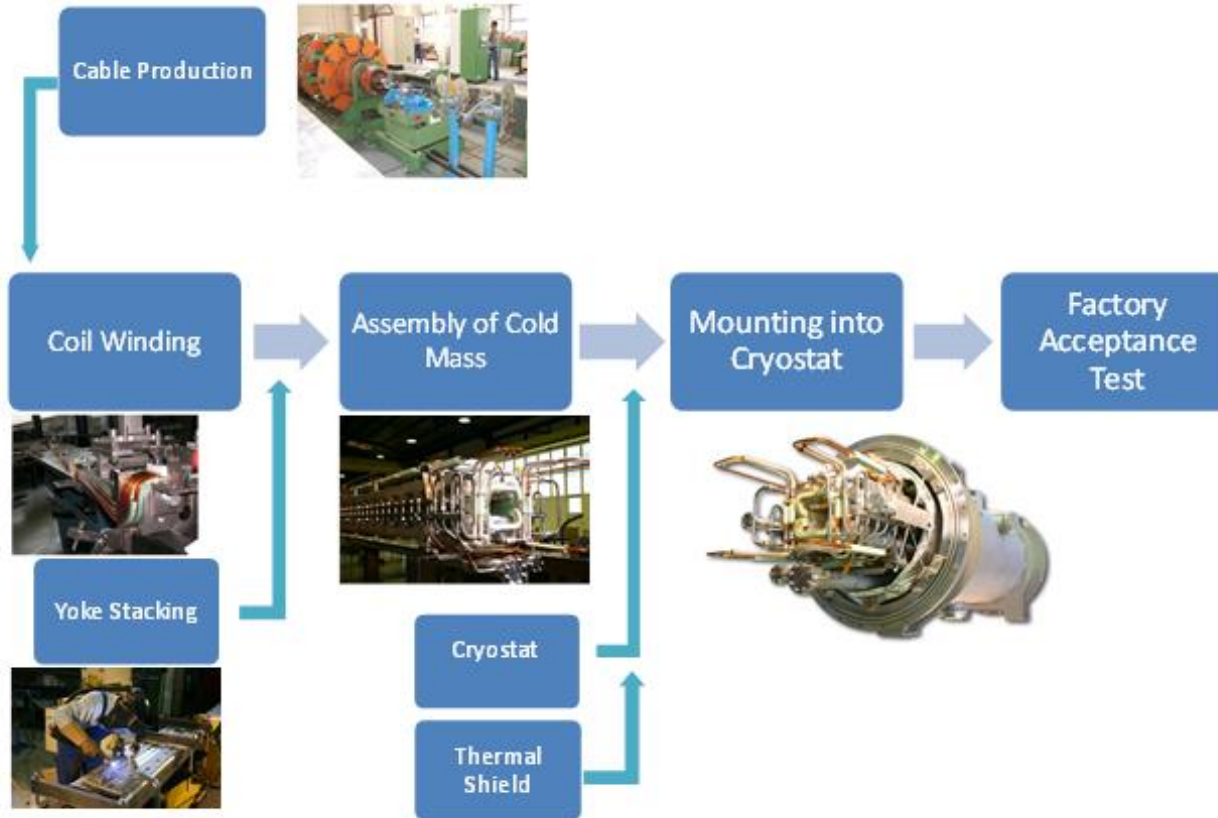 Cable Production
Coil Winding
Assembly of Cold
Mass
Mounting into
Cryostat
Factory
Acceptance
Test
Yoke Stacking
Cryostat
Thermal
Shield